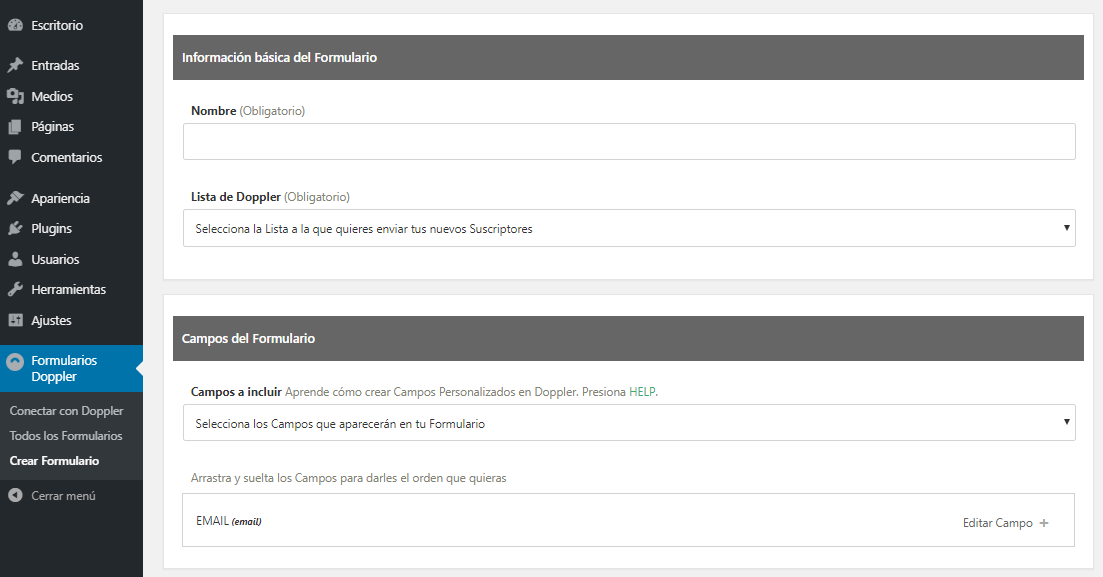 Escritorio
Entradas
Medios
Páginas
Comentarios
Apariencia
Plugins
Usuarios
Herramientas
Ajustes
Formularios
Doppler
Conectar con Doppler
Todos los Formularios
Crear Formulario
Cerrar menú
Información básica del Formulario
Nombre (Obligatorio)
Lista de Doppler (Obligatorio)
Selecciona la Lista a la que quieres enviar tus nuevos Suscriptores
Campos del Formulario
Campos a incluir Aprende cómo crear Campos Personalizados en Doppler. Presiona HELP.
Selecciona los Campos que aparecerán en tu Formulario
Arrastra y suelta los Campos para darles el orden que quieras
EMAIL (email)
Editar Campo +